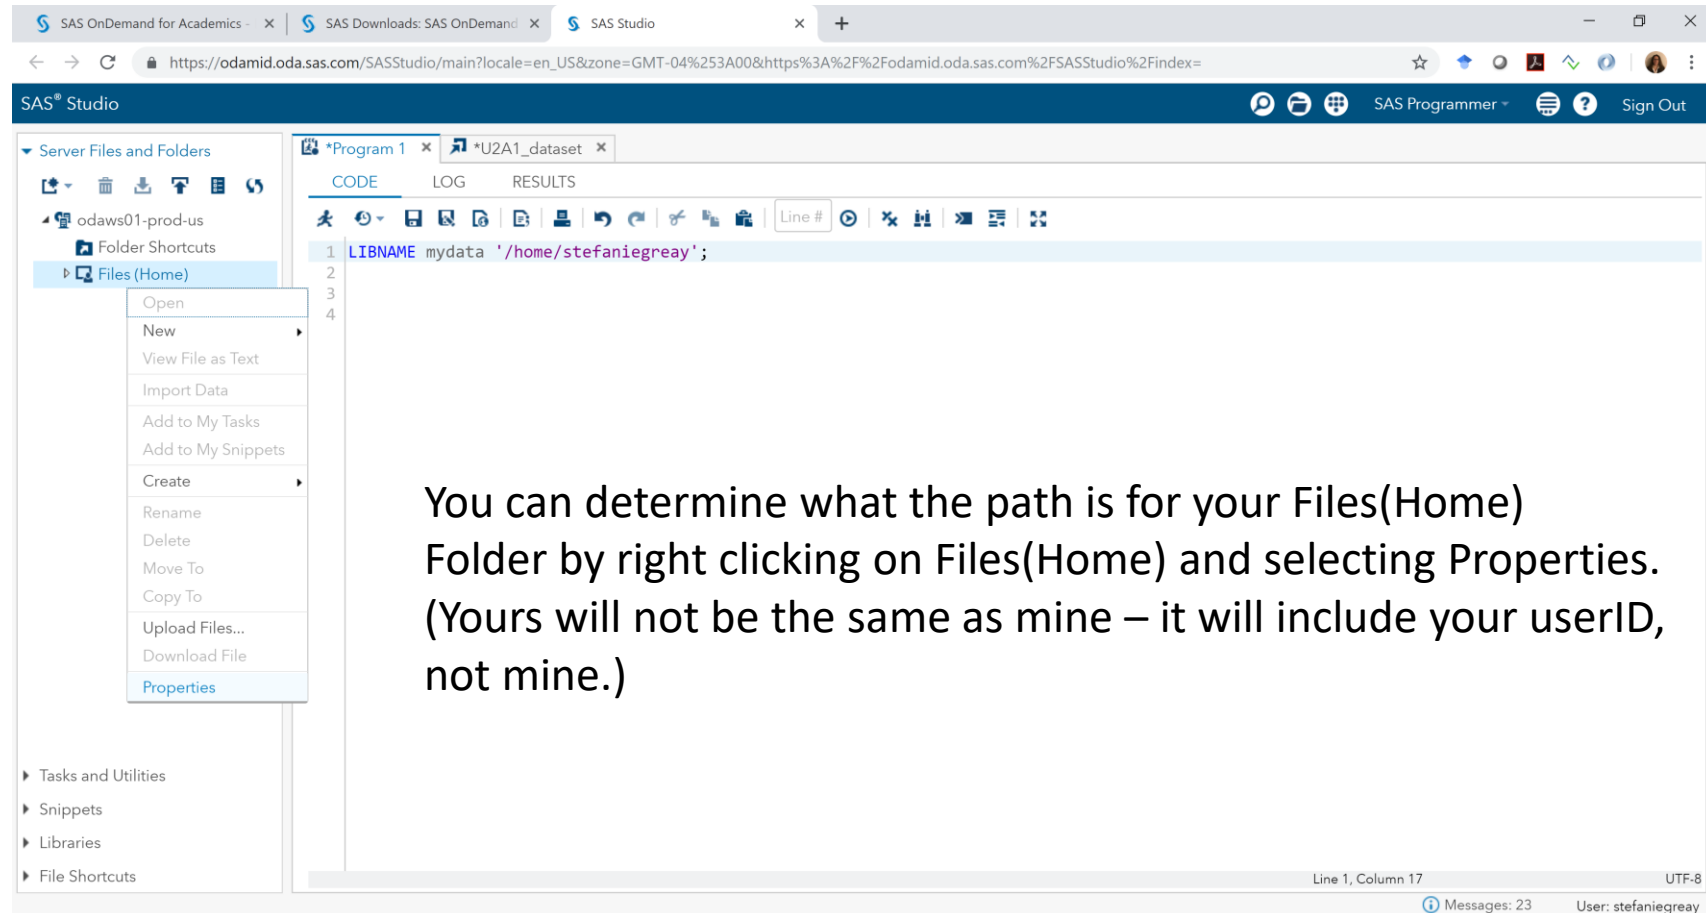 SAS OnDemand for Academics -
SAS Downloads: SAS OnDemand
SAS Studio
https://odamid.oda.sas.com/SASStudio/main?locale=en_US&zone=GMT-04%253A00&https%3A%2F%2Fodamid.oda.sas.com%2FSASStudio%2Findex=
SAS® Studio
SAS Programmer
Sign Out
Server Files and Folders
odaws01-prod-us
Folder Shortcuts
Files (Home)
Open
New
View File as Text
Import Data
Add to My Tasks
Add to My Snippets
Create
Rename
Delete
Move To
Copy To
Upload Files...
Download File
Properties
Tasks and Utilities
Snippets
Libraries
File Shortcuts
*Program 1
*U2A1_dataset
CODE LOG RESULTS
Line #
1 LIBNAME mydata '/home/stefaniegreay';
2
3
4
You can determine what the path is for your Files(Home)
Folder by right clicking on Files(Home) and selecting Properties.
(Yours will not be the same as mine – it will include your userID,
not mine.)
Line 1, Column 17
UTF-8
Messages: 23
User: stefaniegreay